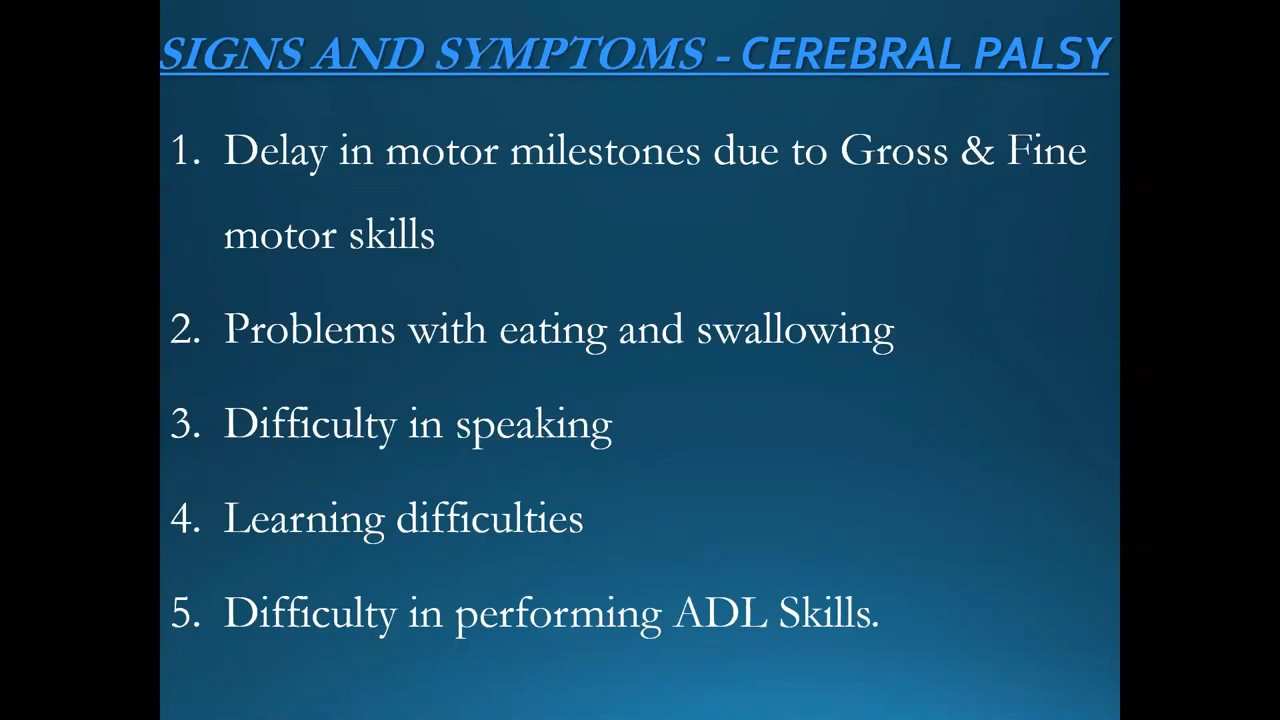 SIGNS AND SYMPTOMS - CEREBRAL PALSY
1. Delay in motor milestones due to Gross & Fine
motor skills
2. Problems with eating and swallowing
3. Difficulty in speaking
4. Learning difficulties
5. Difficulty in performing ADL Skills.